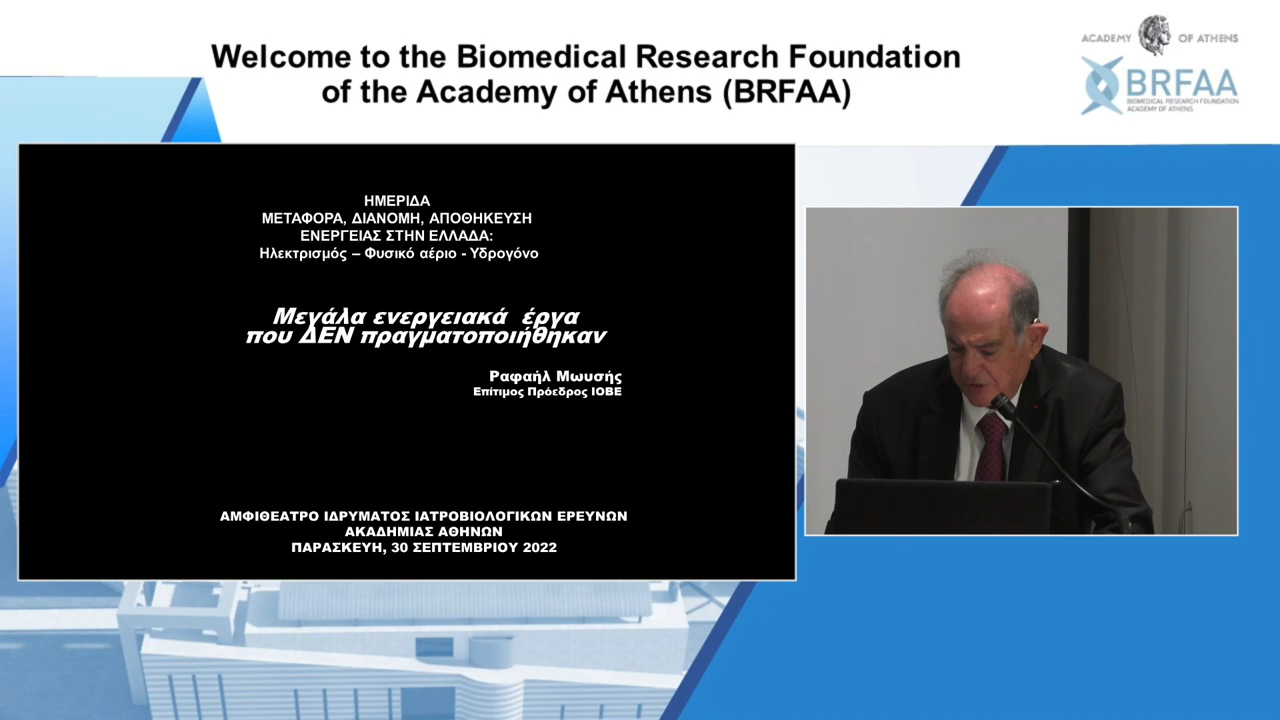 Welcome to the Biomedical Research Foundation
of the Academy of Athens (BRFAA)
ACADEMY OF ATHENS
BRFAA
BIOMEDICAL RESEARCH FOUNDATION
ACADEMY OF ATHENS
ΗΜΕΡΙΔΑ
ΜΕΤΑΦΟΡΑ, ΔΙΑΝΟΜΗ, ΑΠΟΘΗΚΕΥΣΗ
ΕΝΕΡΓΕΙΑΣ ΣΤΗΝ ΕΛΛΑΔΑ:
Ηλεκτρισμός – Φυσικό αέριο - Υδρογόνο
Μεγάλα ενεργειακά έργα
που ΔΕΝ πραγματοποιήθηκαν
Ραφαήλ Μωυσής
Επίτιμος Πρόεδρος ΙΟΒΕ
ΑΜΦΙΘΕΑΤΡΟ ΙΔΡΥΜΑΤΟΣ ΙΑΤΡΟΒΙΟΛΟΓΙΚΩΝ ΕΡΕΥΝΩΝ
ΑΚΑΔΗΜΙΑΣ ΑΘΗΝΩΝ
ΠΑΡΑΣΚΕΥΗ, 30 ΣΕΠΤΕΜΒΡΙΟΥ 2022